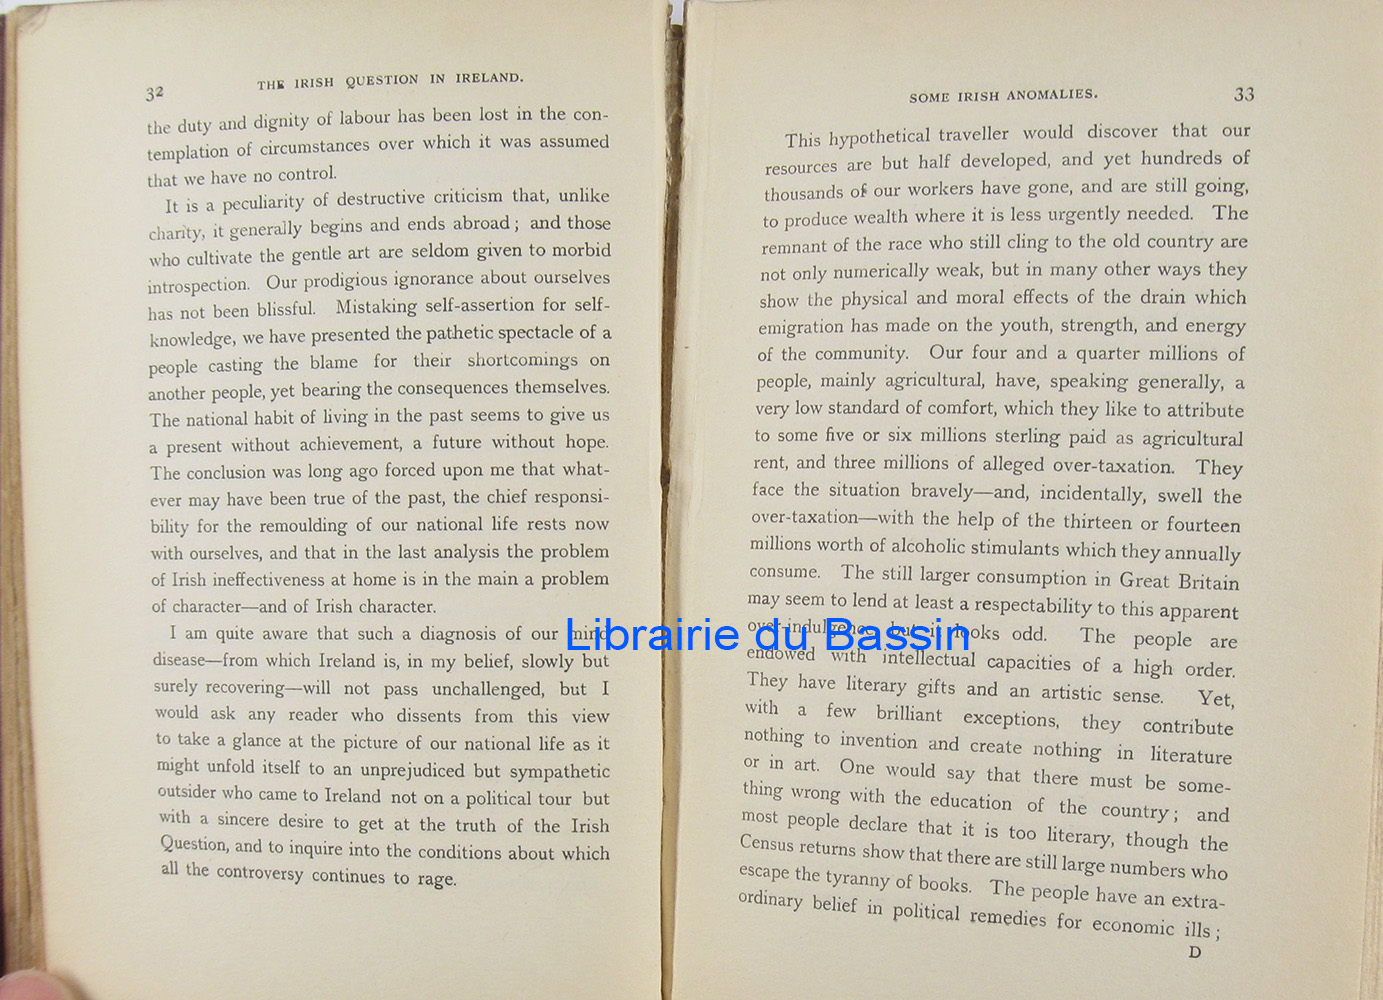 32
THE IRISH QUESTION IN IRELAND.
the duty and dignity of labour has been lost in the con-
templation of circumstances over which it was assumed
that we have no control.
It is a peculiarity of destructive criticism that, unlike
charity, it generally begins and ends abroad; and those
who cultivate the gentle art are seldom given to morbid
introspection. Our prodigious ignorance about ourselves
has not been blissful. Mistaking self-assertion for self-
knowledge, we have presented the pathetic spectacle of a
people casting the blame for their shortcomings on
another people, yet bearing the consequences themselves.
The national habit of living in the past seems to give us
a present without achievement, a future without hope.
The conclusion was long ago forced upon me that what-
ever may have been true of the past, the chief responsi-
bility for the remoulding of our national life rests now
with ourselves, and that in the last analysis the problem
of Irish ineffectiveness at home is in the main a problem
of character—and of Irish character.
I am quite aware that such a diagnosis of our mind
disease—from which Ireland is, in my belief, slowly but
surely recovering—will not pass unchallenged, but I
would ask any reader who dissents from this view
to take a glance at the picture of our national life as it
might unfold itself to an unprejudiced but sympathetic
outsider who came to Ireland not on a political tour but
with a sincere desire to get at the truth of the Irish
Question, and to inquire into the conditions about which
all the controversy continues to rage.
SOME IRISH ANOMALIES.
33
This hypothetical traveller would discover that our
resources are but half developed, and yet hundreds of
thousands of our workers have gone, and are still going,
to produce wealth where it is less urgently needed. The
remnant of the race who still cling to the old country are
not only numerically weak, but in many other ways they
show the physical and moral effects of the drain which
emigration has made on the youth, strength, and energy
of the community. Our four and a quarter millions of
people, mainly agricultural, have, speaking generally, a
very low standard of comfort, which they like to attribute
to some five or six millions sterling paid as agricultural
rent, and three millions of alleged over-taxation. They
face the situation bravely—and, incidentally, swell the
over-taxation—with the help of the thirteen or fourteen
millions worth of alcoholic stimulants which they annually
consume. The still larger consumption in Great Britain
may seem to lend at least a respectability to this apparent
over-indulgence, but it looks odd. The people are
endowed with intellectual capacities of a high order.
They have literary gifts and an artistic sense. Yet,
with a few brilliant exceptions, they contribute
nothing to invention and create nothing in literature
or in art. One would say that there must be some-
thing wrong with the education of the country; and
most people declare that it is too literary, though the
Census returns show that there are still large numbers who
escape the tyranny of books. The people have an extra-
ordinary belief in political remedies for economic ills;
D
Librairie du Bassin